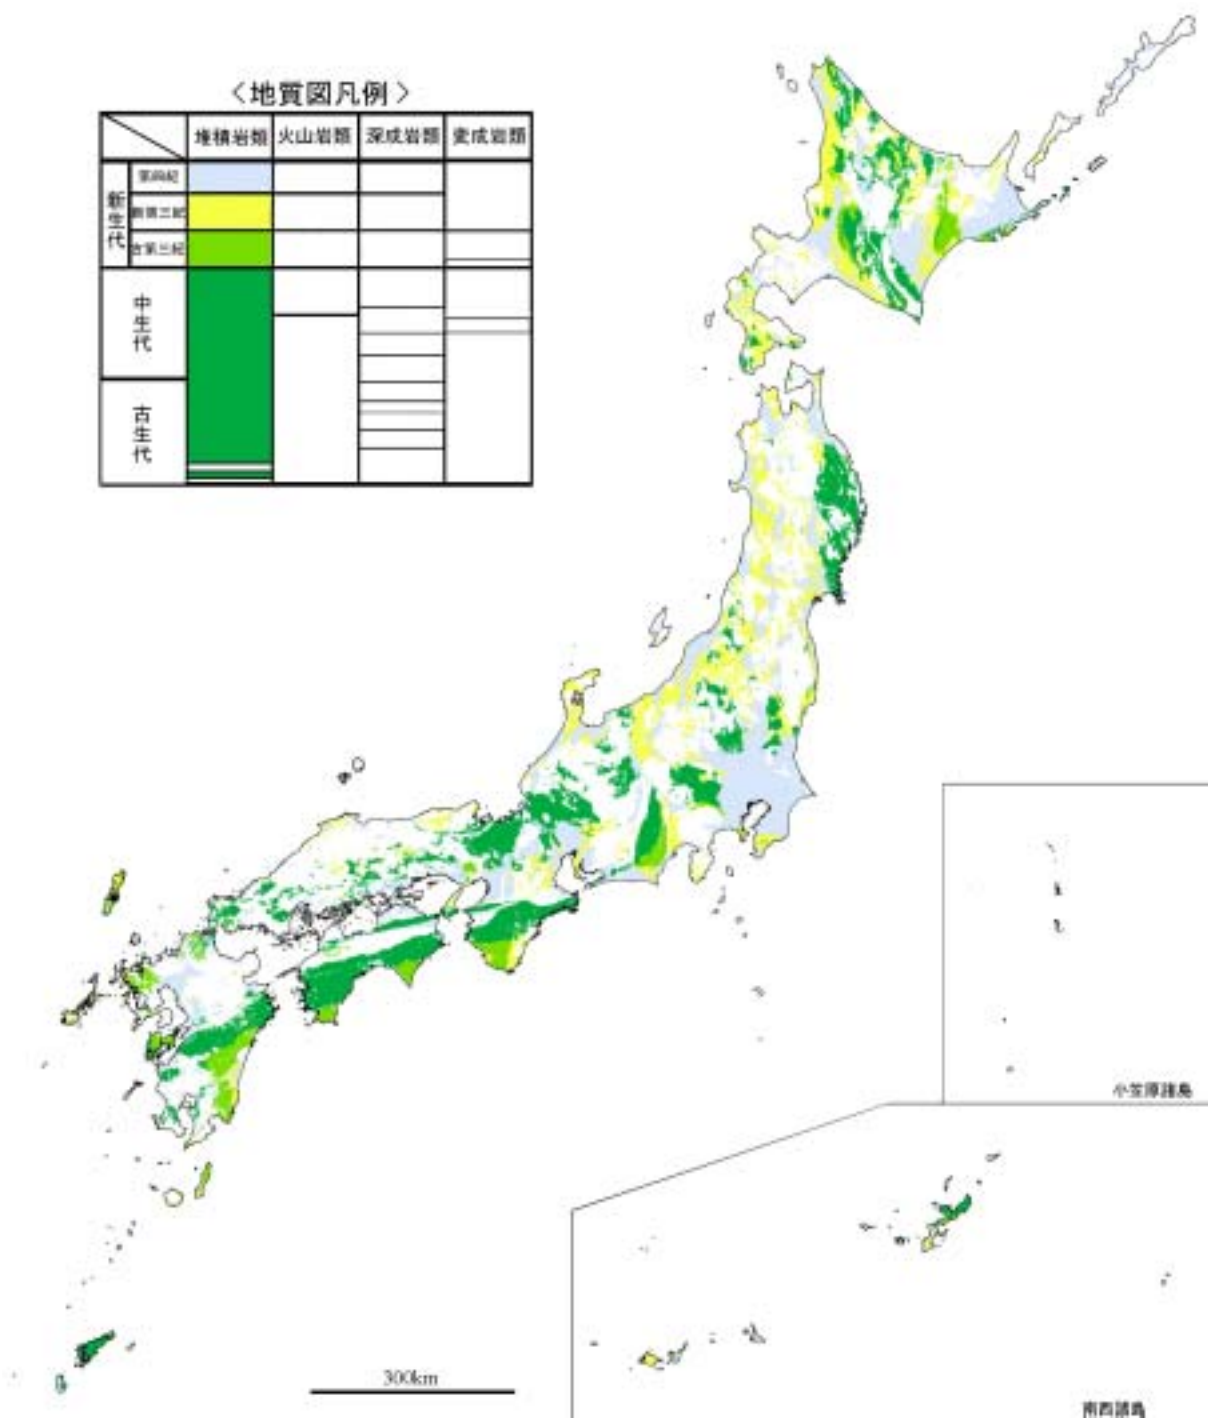 〈地質図凡例〉
堆積岩類 火山岩類 深成岩類 変成岩類
新生代
第四紀
新第三紀
古第三紀
中生代
古生代
小笠原諸島
300km
南西諸島